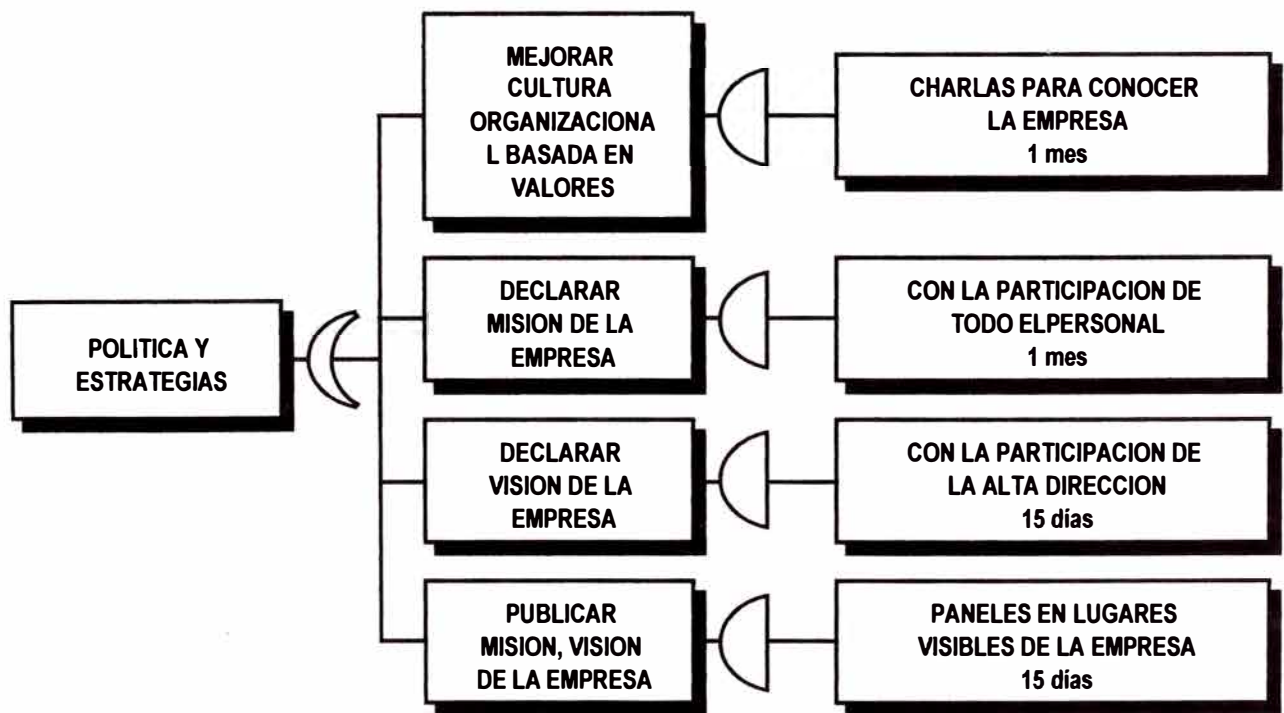 MEJORAR
CULTURA
ORGANIZACIONA
L BASADA EN
VALORES
CHARLAS PARA CONOCER
LA EMPRESA
1 mes
POLITICA Y
ESTRATEGIAS
DECLARAR
MISION DE LA
EMPRESA
CON LA PARTICIPACION DE
TODO ELPERSONAL
1 mes
DECLARAR
VISION DE LA
EMPRESA
CON LA PARTICIPACION DE
LA ALTA DIRECCION
15 días
PUBLICAR
MISION, VISION
DE LA EMPRESA
PANELES EN LUGARES
VISIBLES DE LA EMPRESA
15 días